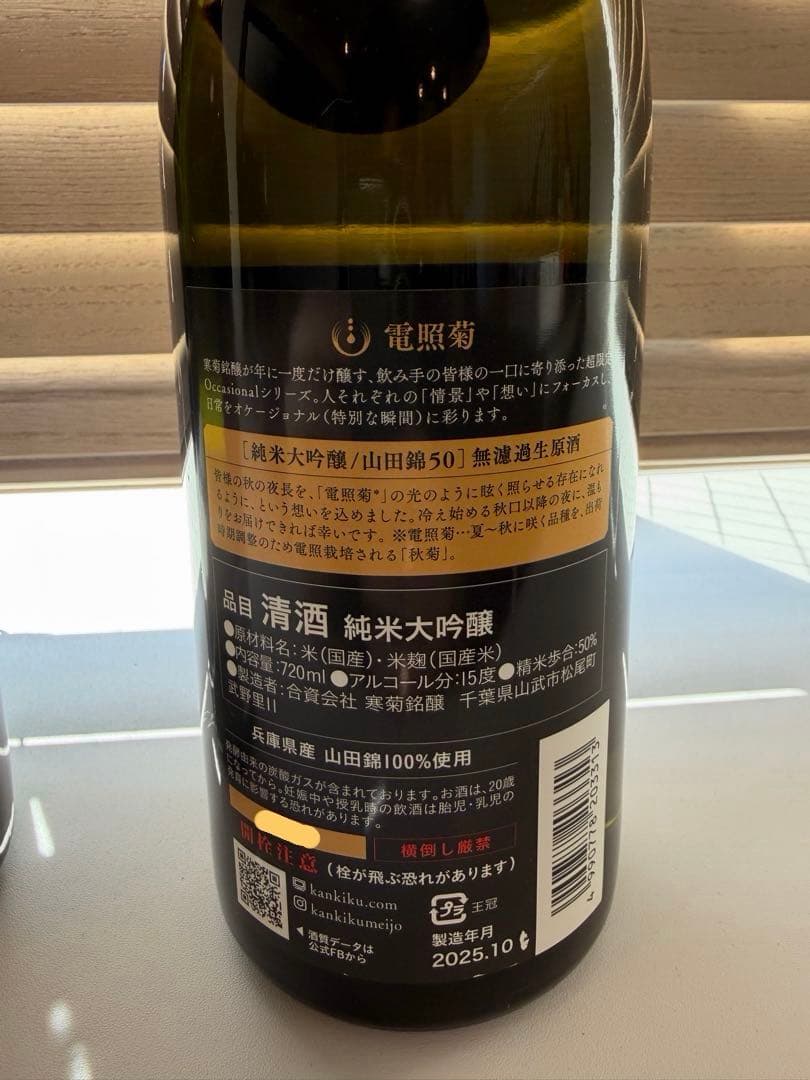 電照菊
寒菊銘醸が年に一度だけ醸す、飲み手の皆様の一口に寄り添った超限定
Occasionalシリーズ。人それぞれの「情景」や「想い」にフォーカスし、
日常をオケージョナル(特別な瞬間)に彩ります。
[純米大吟醸/山田錦50]無濾過生原酒
皆様の秋の夜長を、「電照菊*」の光のように眩く照らせる存在になれ
るように、という想いを込めました。冷え始める秋口以降の夜に、温も
りをお届けできれば幸いです。※電照菊…夏〜秋に咲く品種を、出荷
時期調整のため電照栽培される「秋菊」。
品目 清酒 純米大吟醸
●原材料名:米(国産)・米麹(国産米)
●内容量:720ml ●アルコール分:15度 ●精米歩合:50%
●製造者:合資会社 寒菊銘醸 千葉県山武市松尾町
武野里11
兵庫県産 山田錦100%使用
発酵由来の炭酸ガスが含まれております。お酒は、20歳
になってから。妊娠中や授乳時の飲酒は胎児・乳児の
発育に影響する恐れがあります。
開栓注意
横倒し厳禁
(栓が飛ぶ恐れがあります)
kankiku.com
kankikumeijo
◀酒質データは
公式FBから
プラ 王冠
製造年月
2025.10
4 990778 203313